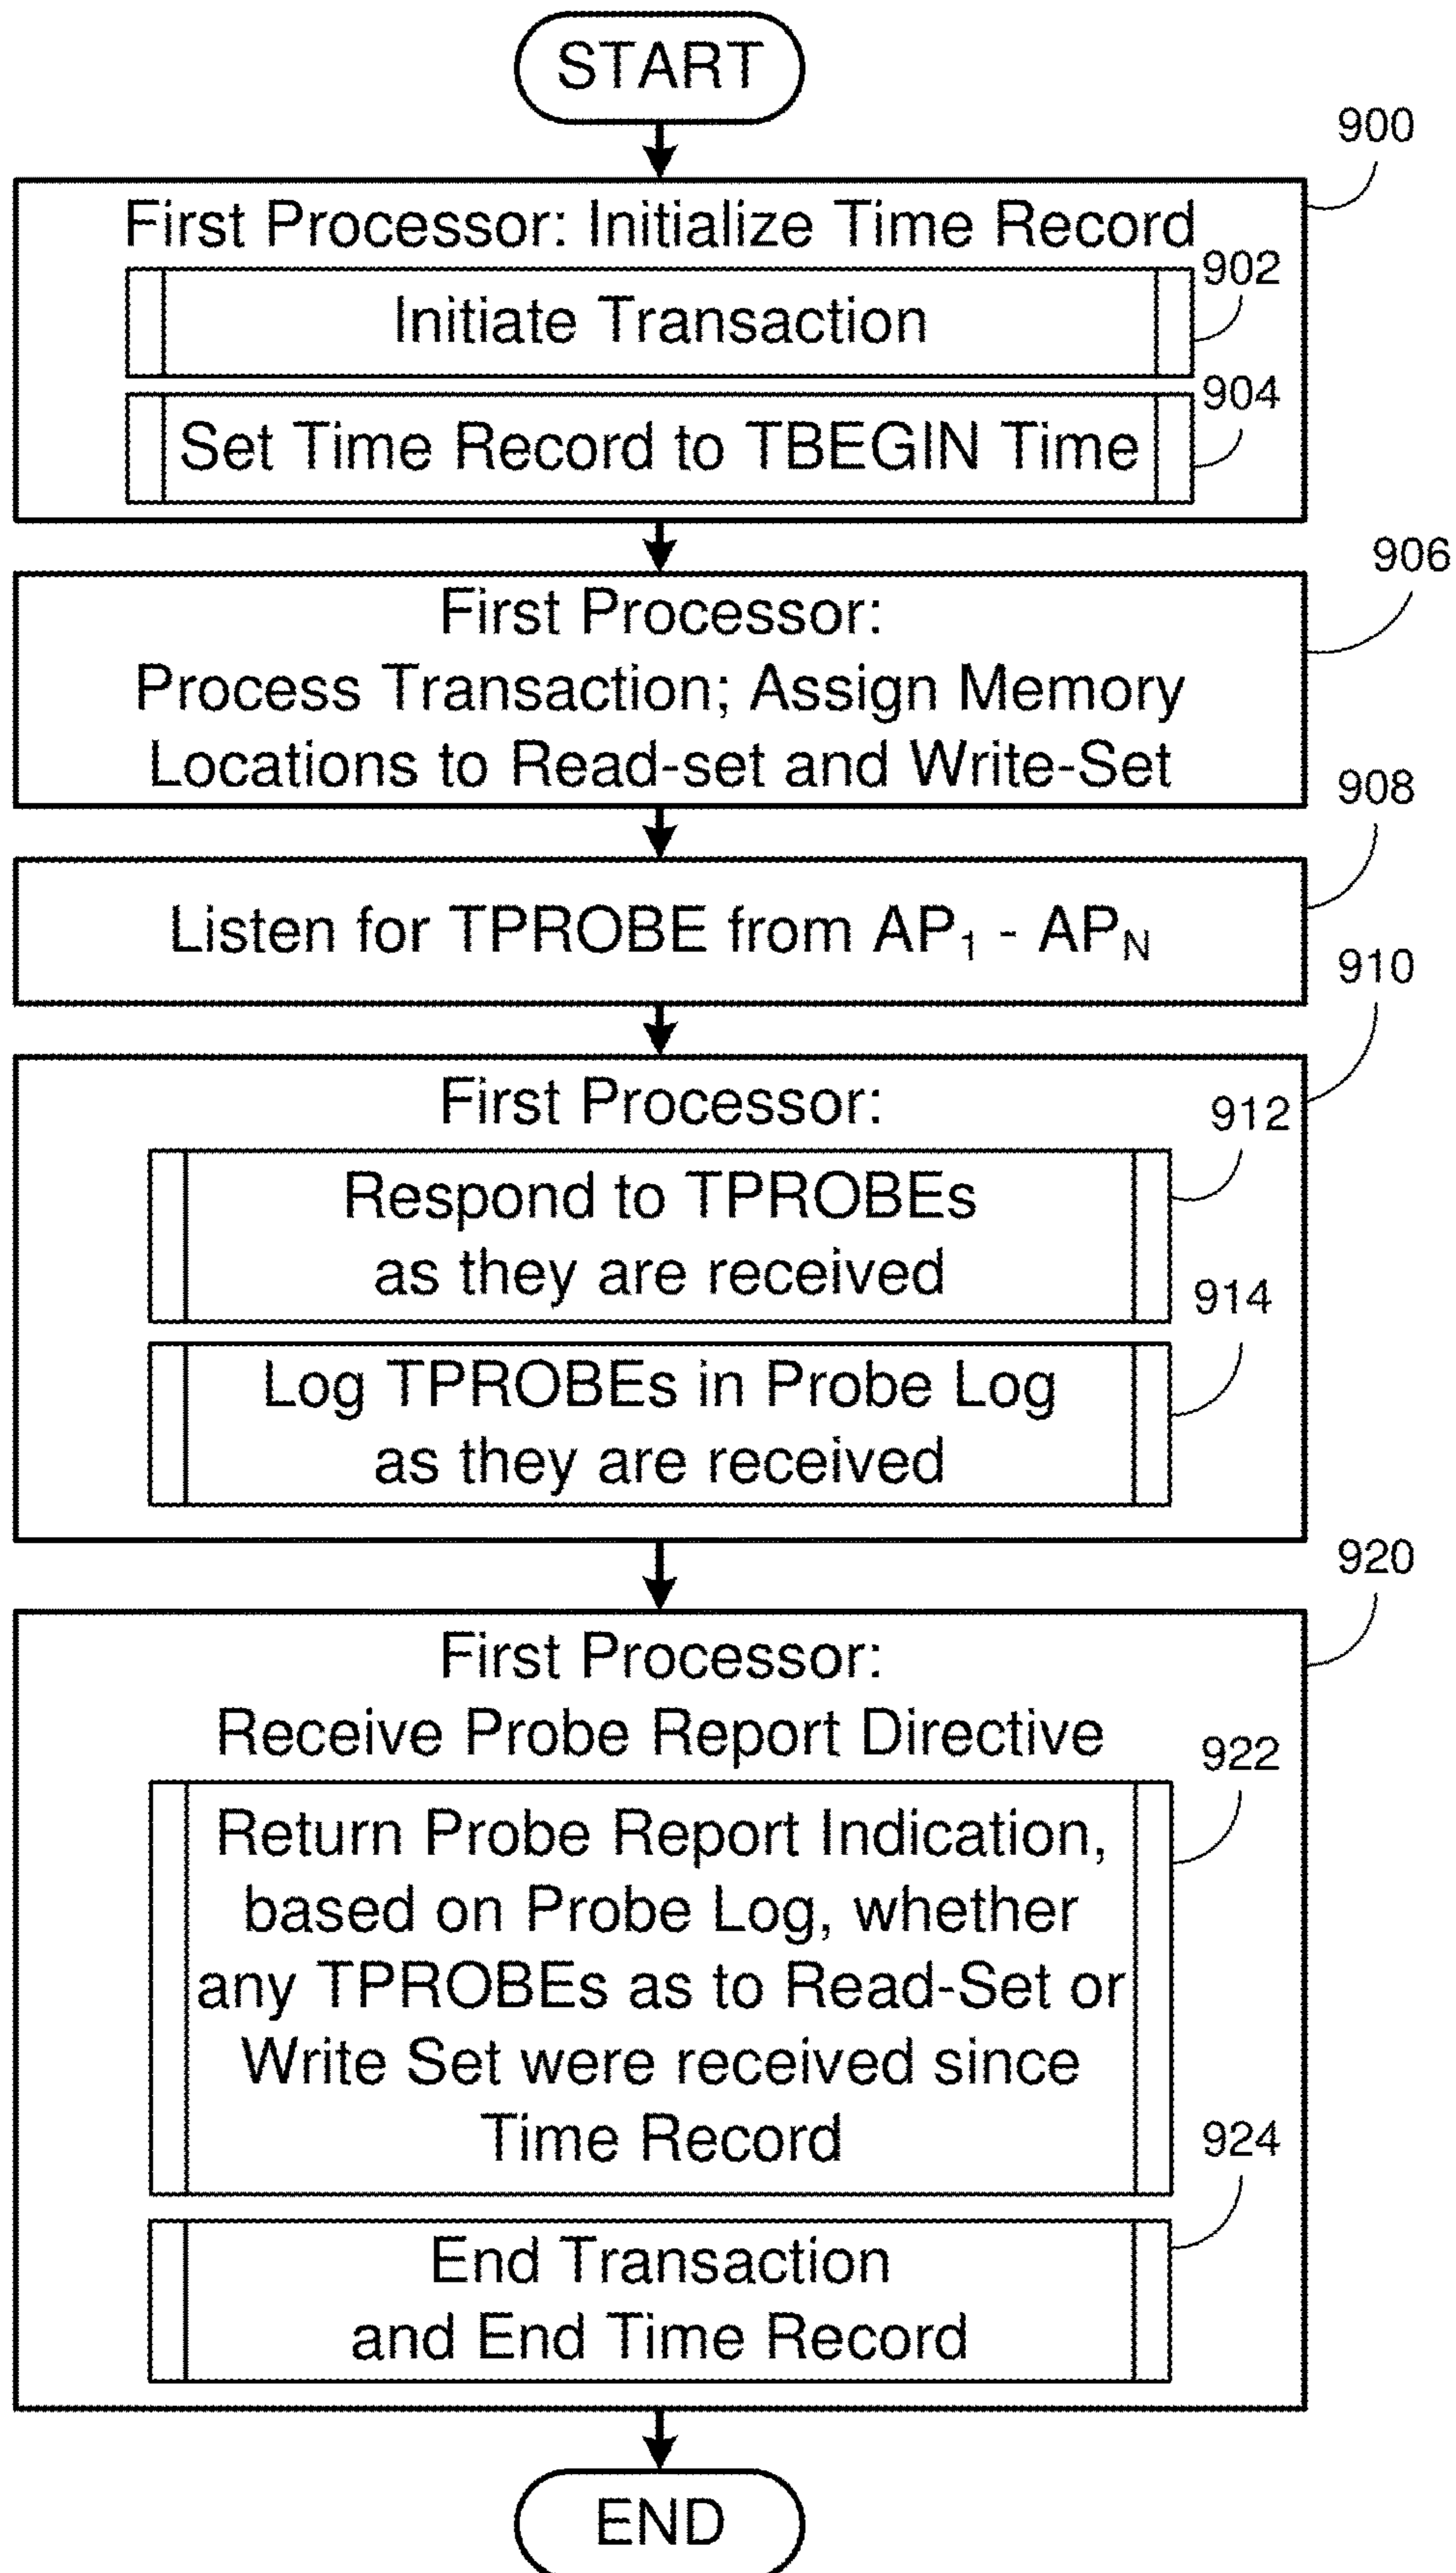 START
900
First Processor: Initialize Time Record
902
Initiate Transaction
904
Set Time Record to TBEGIN Time
906
First Processor:
Process Transaction; Assign Memory
Locations to Read-set and Write-Set
908
Listen for TPROBE from AP₁ - APN
910
First Processor:
912
Respond to TPROBEs
as they are received
914
Log TPROBEs in Probe Log
as they are received
920
First Processor:
Receive Probe Report Directive
922
Return Probe Report Indication,
based on Probe Log, whether
any TPROBEs as to Read-Set or
Write Set were received since
Time Record
924
End Transaction
and End Time Record
END